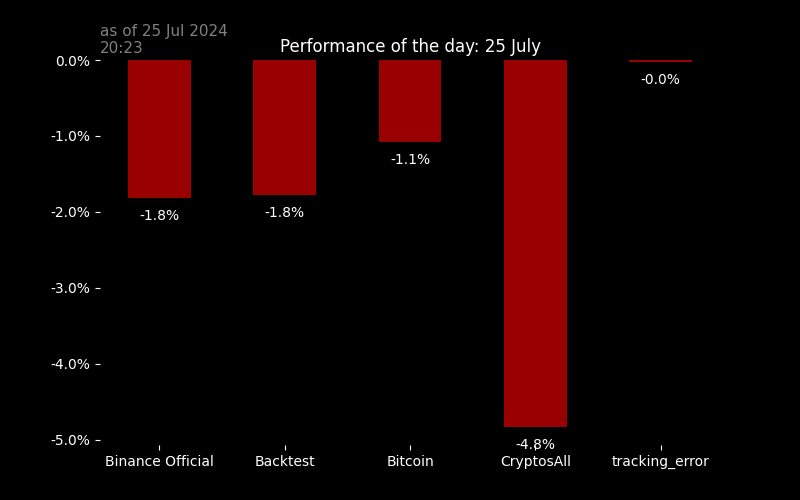 as of 25 Jul 2024
20:23
Performance of the day: 25 July
0.0%
-1.0%
-2.0%
-3.0%
-4.0%
-5.0%
-1.8%
-1.8%
-1.1%
-4.8%
-0.0%
Binance Official
Backtest
Bitcoin
CryptosAll
tracking_error